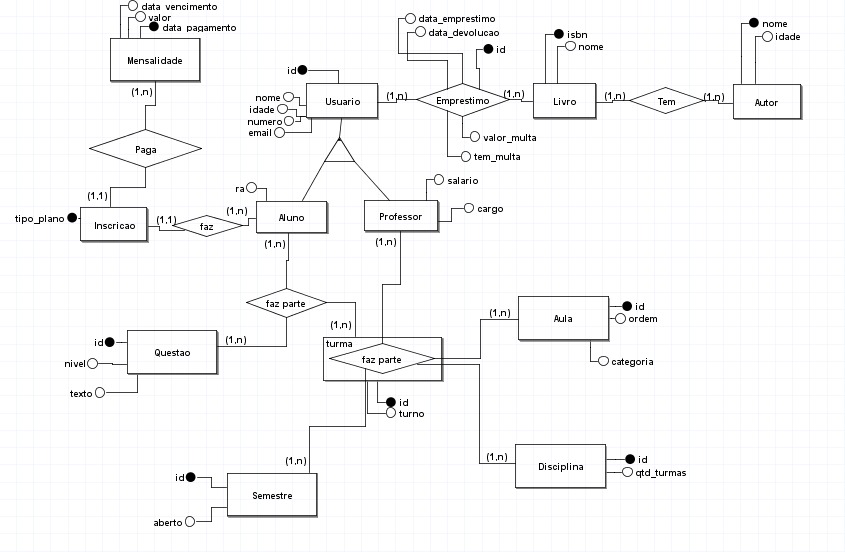 data_vencimento
valor
data_pagamento
Mensalidade
(1,n)
Paga
(1,1)
tipo_plano
Inscricao
(1,1)
faz
(1,n)
data_emprestimo
data_devolucao
id
id
nome
idade
numero
email
Usuario
(1,n)
Emprestimo
(1,n)
valor_multa
tem_multa
isbn
nome
Livro
(1,n)
Tem
(1,n)
nome
idade
Autor
ra
Aluno
(1,n)
salario
cargo
Professor
(1,n)
faz parte
(1,n)
(1,n)
id
nivel
texto
Questao
turma
faz parte
id
turno
(1,n)
Aula
id
ordem
categoria
(1,n)
Disciplina
id
qtd_turmas
(1,n)
id
aberto
Semestre